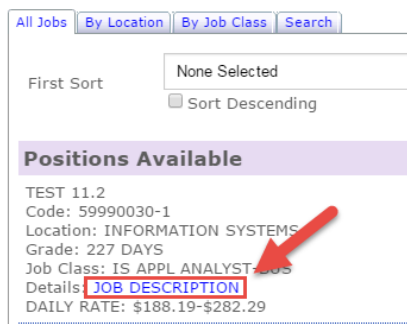 All Jobs By Location By Job Class Search
First Sort
None Selected
Sort Descending
Positions Available
TEST 11.2
Code: 59990030-1
Location: INFORMATION SYSTEMS
Grade: 227 DAYS
Job Class: IS APPL ANALYST-BUS
Details: JOB DESCRIPTION
DAILY RATE: $188.19-$282.29